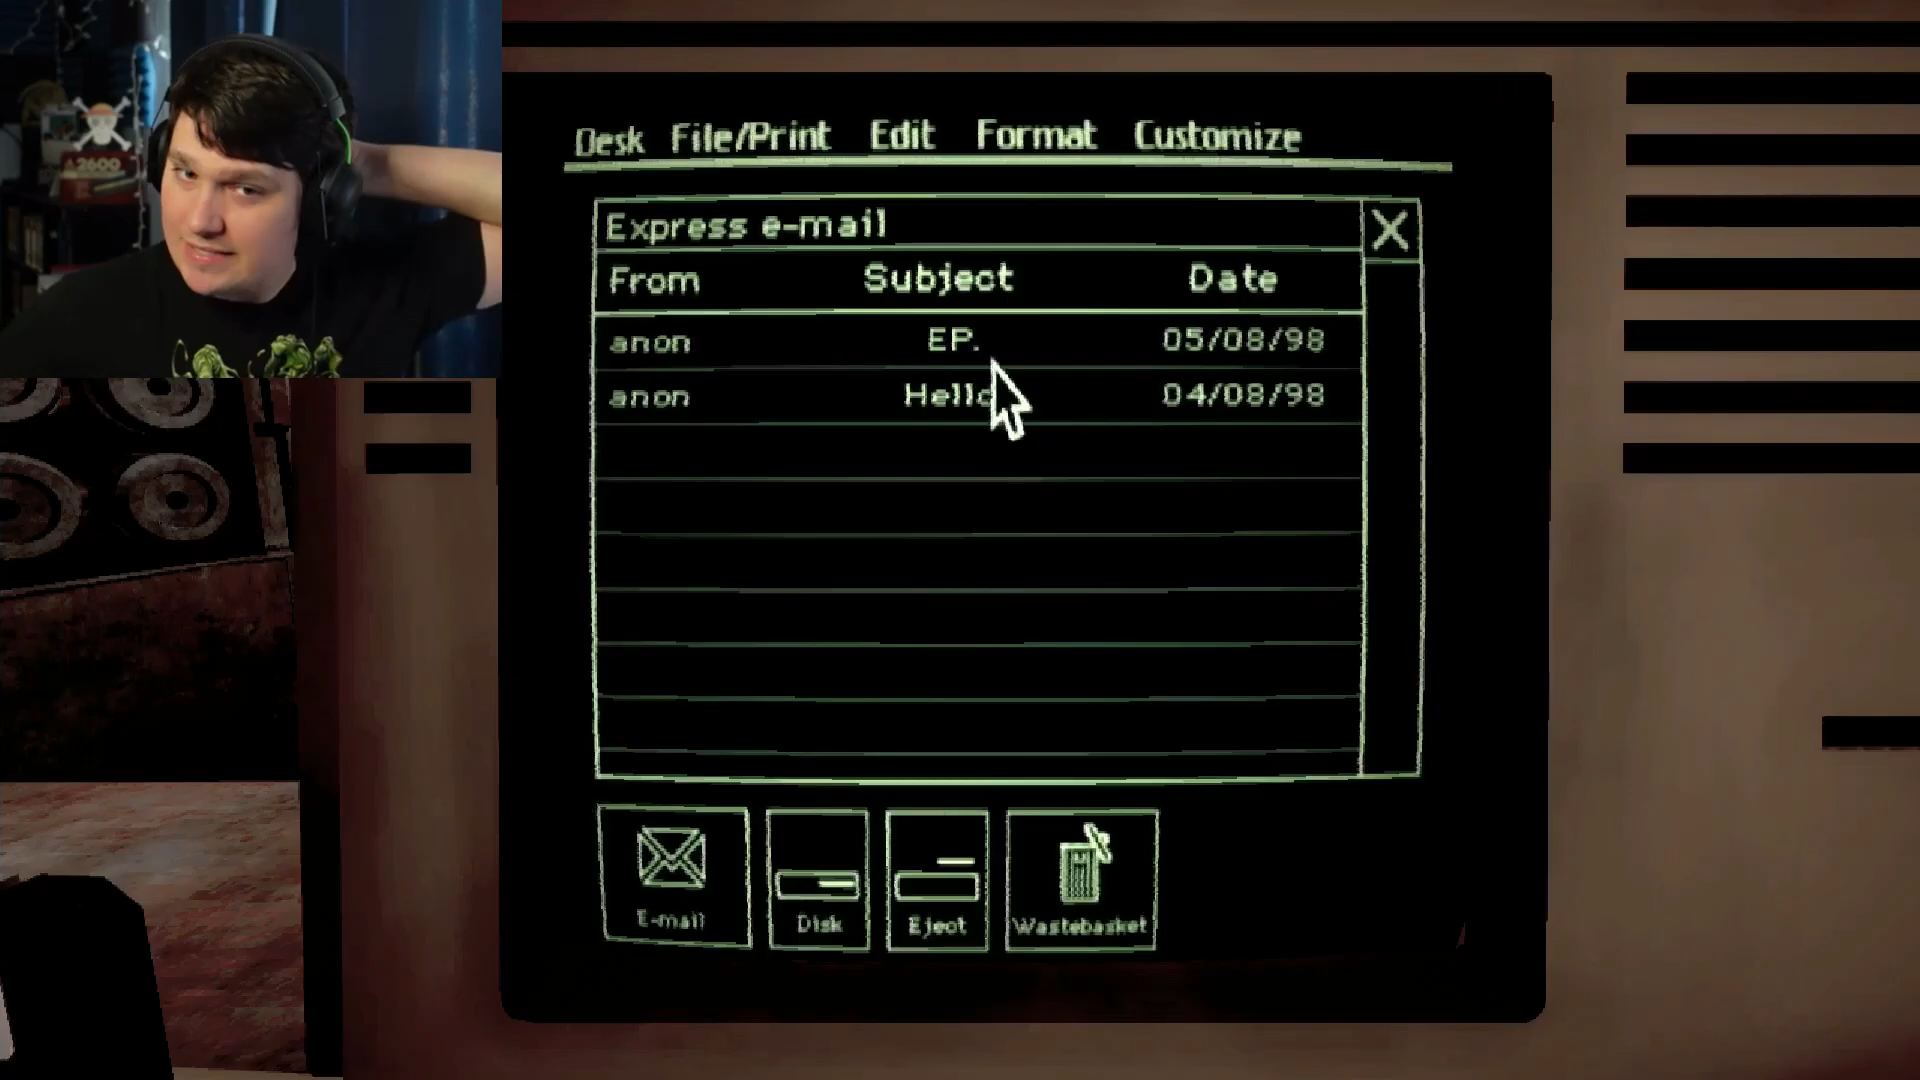 2600
Desk File/Print Edit Format Customize
Express e-mail X
From Subject Date
anon EP. 05/08/98
anon Hello 04/08/98
E-mail Disk Eject Wastebasket